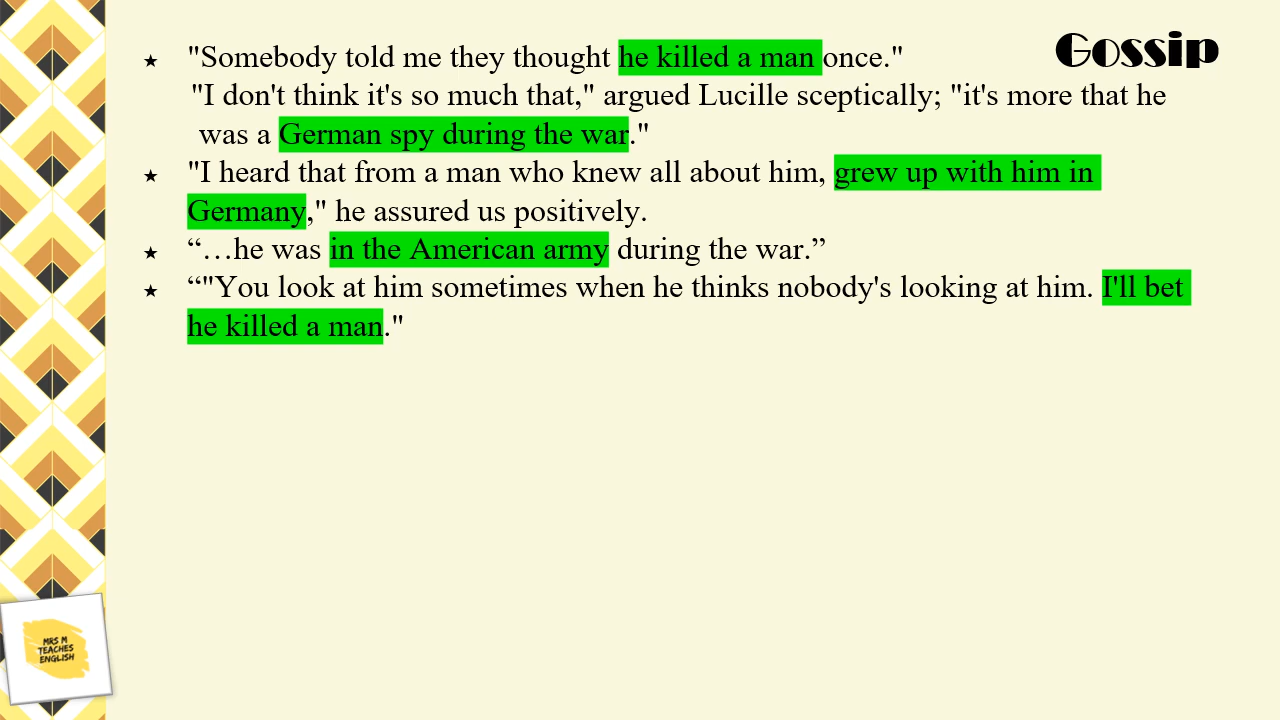 Gossip
★ "Somebody told me they thought he killed a man once."
"I don't think it's so much that," argued Lucille sceptically; "it's more that he
was a German spy during the war."
★ "I heard that from a man who knew all about him, grew up with him in
Germany," he assured us positively.
★ “…he was in the American army during the war.”
★ “"You look at him sometimes when he thinks nobody's looking at him. I'll bet
he killed a man."
MRS M
TEACHES
ENGLISH